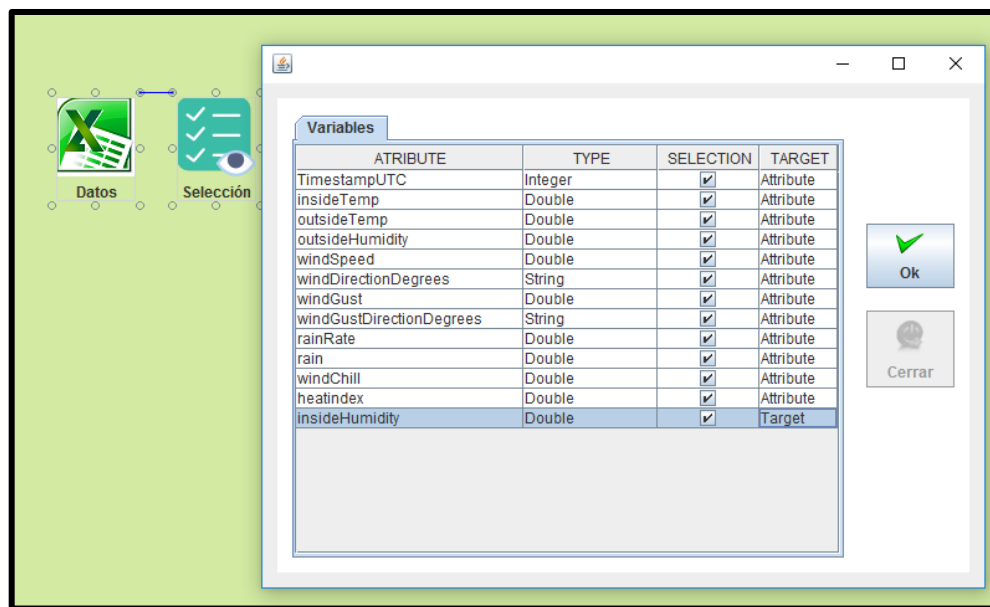 Datos
Selección
Variables
ATRIBUTE TYPE SELECTION TARGET
TimestampUTC Integer Attribute
insideTemp Double Attribute
outsideTemp Double Attribute
outsideHumidity Double Attribute
windSpeed Double Attribute
windDirectionDegrees String Attribute
windGust Double Attribute
windGustDirectionDegrees String Attribute
rainRate Double Attribute
rain Double Attribute
windChill Double Attribute
heatindex Double Attribute
insideHumidity Double Target
Ok
Cerrar